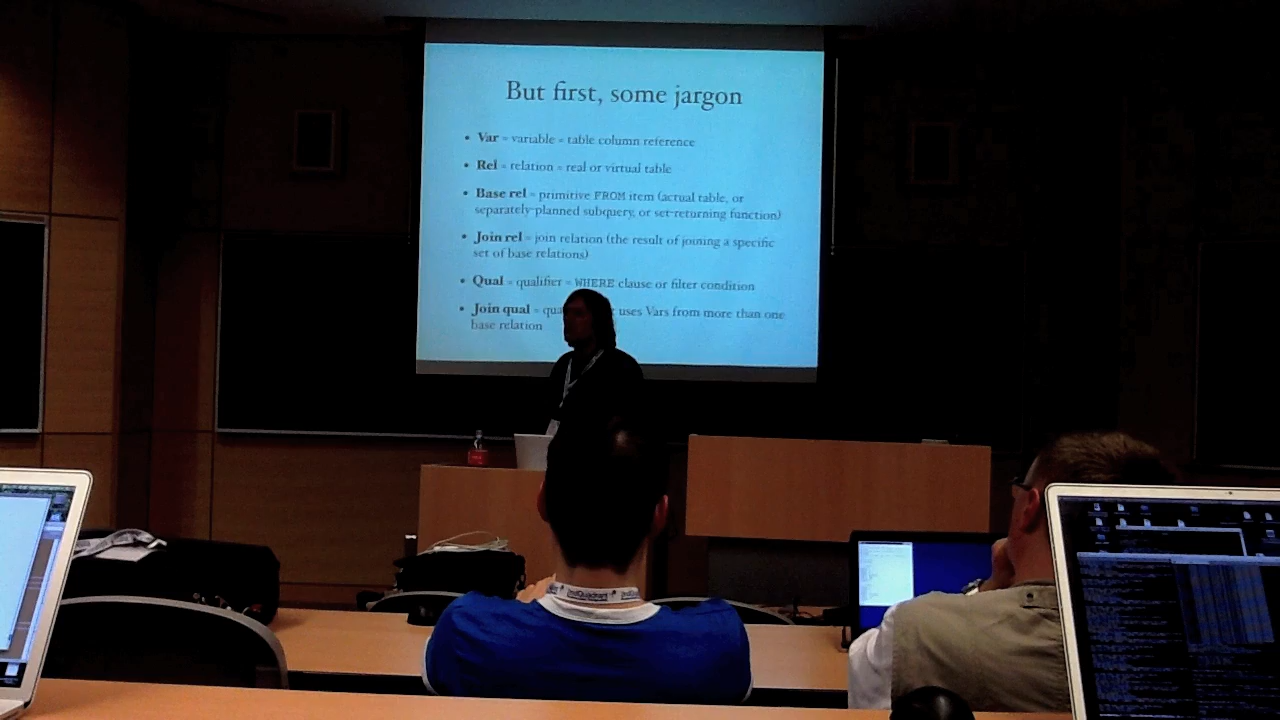 But first, some jargon
• Var = variable = table column reference
• Rel = relation = real or virtual table
• Base rel = primitive FROM item (actual table, or
separately-planned subquery, or set-returning function)
• Join rel = join relation (the result of joining a specific
set of base relations)
• Qual = qualifier = WHERE clause or filter condition
• Join qual = qua uses Vars from more than one
base relation
2ndQuadrant